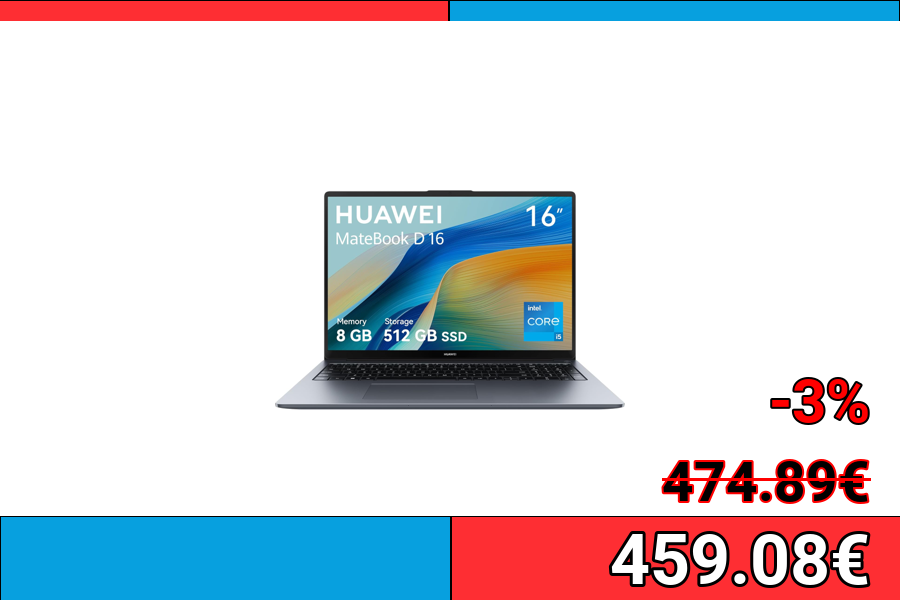 HUAWEI
MateBook D 16
16"
Memory
8 GB
Storage
512 GB SSD
intel
CORE
i5
HUAWEI
-3%
474.89€
459.08€